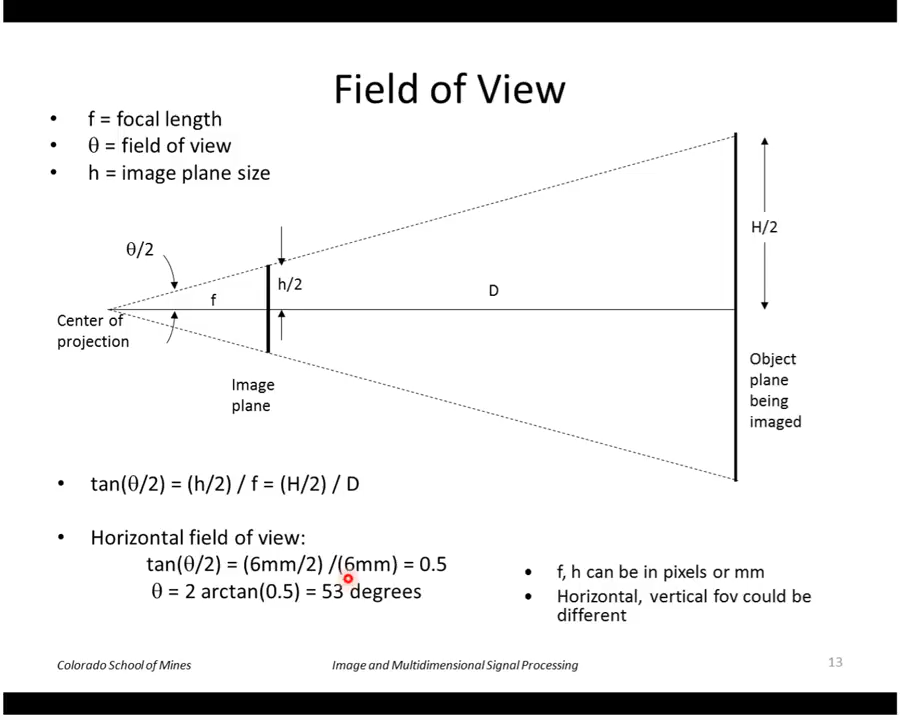 Field of View
• f = focal length
• θ = field of view
• h = image plane size
H/2
θ/2
h/2
f
D
Center of
projection
Image
plane
Object
plane
being
imaged
• tan(θ/2) = (h/2) / f = (H/2) / D
• Horizontal field of view:
tan(θ/2) = (6mm/2) /(6mm) = 0.5
θ = 2 arctan(0.5) = 53 degrees
• f, h can be in pixels or mm
• Horizontal, vertical fov could be
different
Colorado School of Mines
Image and Multidimensional Signal Processing
13